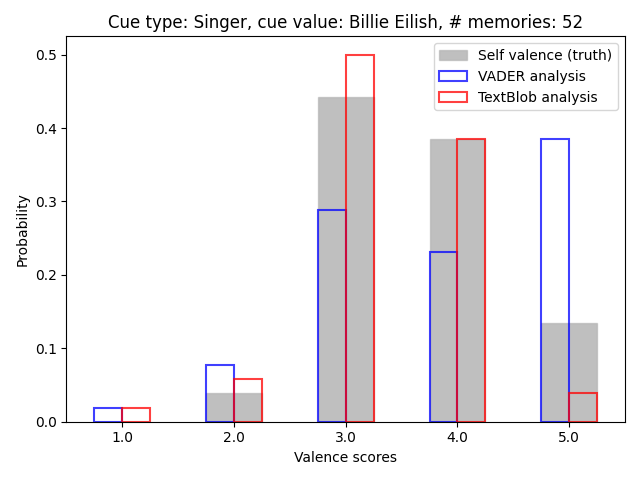 Cue type: Singer, cue value: Billie Eilish, # memories: 52
Self valence (truth)
VADER analysis
TextBlob analysis
Probability
0.5
0.4
0.3
0.2
0.1
0.0
1.0 2.0 3.0 4.0 5.0
Valence scores